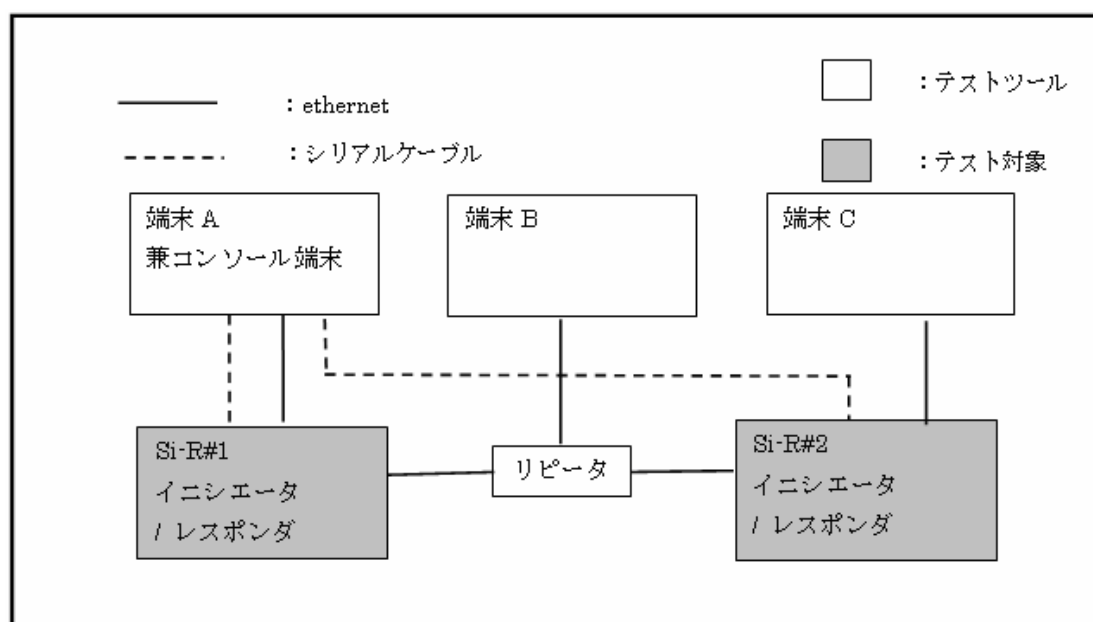 ：ethernet
：シリアルケーブル
：テストツール
：テスト対象
端末 A
兼コンソール端末
端末 B
端末 C
Si-R#1
イニシエータ
/ レスポンダ
リピータ
Si-R#2
イニシエータ
/ レスポンダ